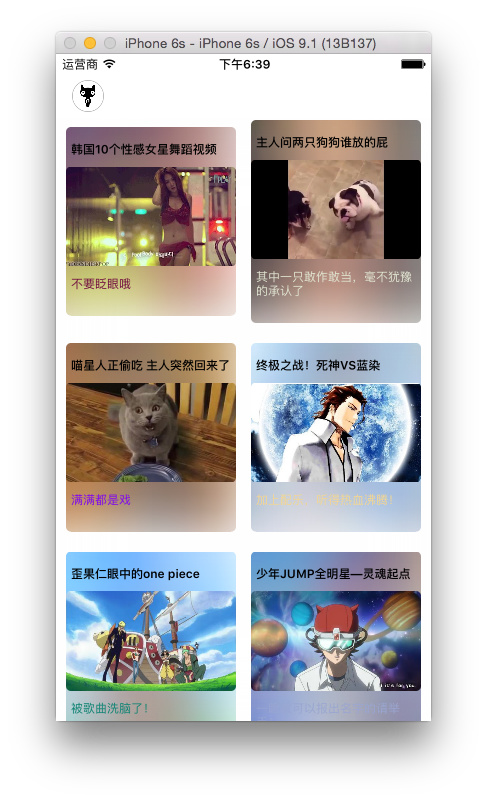 iPhone 6s - iPhone 6s / iOS 9.1 (13B137)
运营商 下午6:39
韩国10个性感女星舞蹈视频
不要眨眼哦
主人问两只狗狗谁放的屁
其中一只敢作敢当，毫不犹豫
的承认了
喵星人正偷吃 主人突然回来了
满满都是戏
终极之战！死神VS蓝染
歪果仁眼中的one piece
被歌曲洗脑了！
少年JUMP全明星—灵魂起点